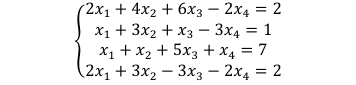 2x₁ + 4x₂ + 6x₃ − 2x₄ = 2
x₁ + 3x₂ + x₃ − 3x₄ = 1
x₁ + x₂ + 5x₃ + x₄ = 7
2x₁ + 3x₂ − 3x₃ − 2x₄ = 2